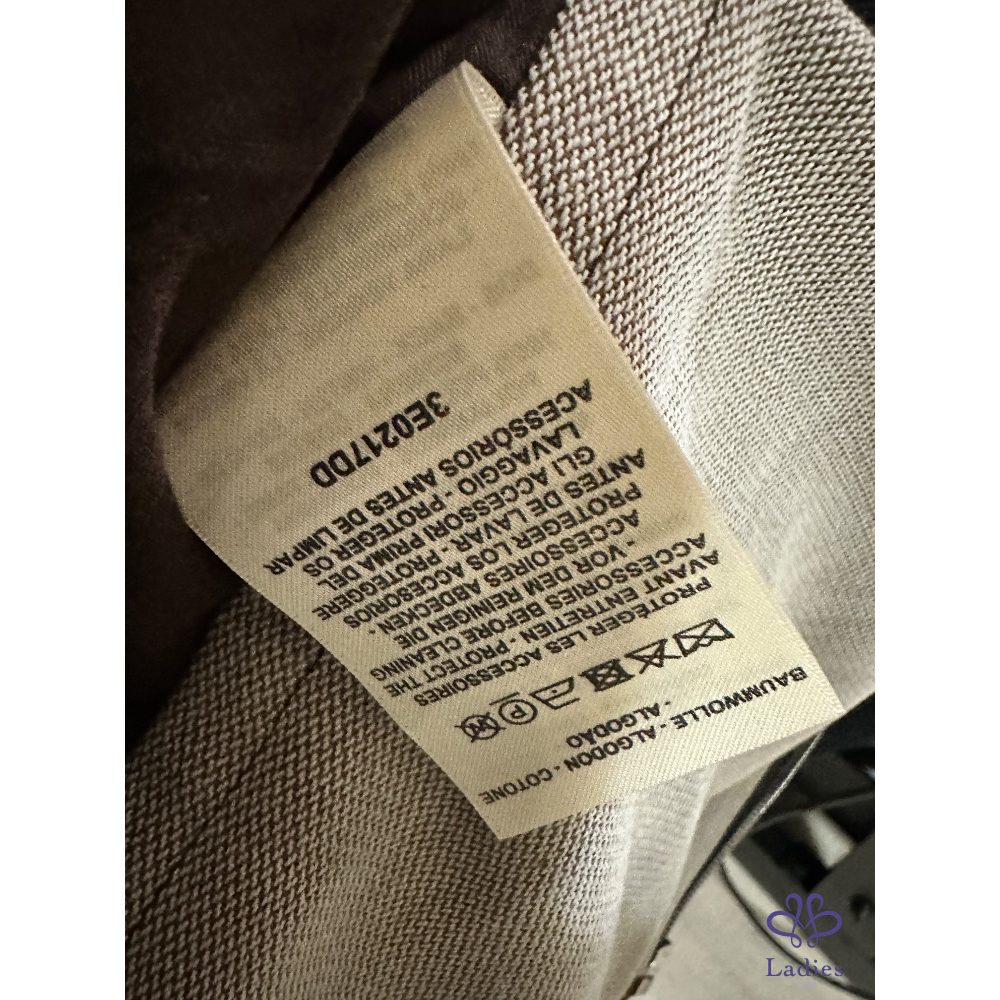 BAUMWOLLE - ALGODON - COTONE
- ALGODÃO
PROTÉGER LES ACCESSOIRES
AVANT ENTRETIEN - PROTECT THE
ACCESSORIES BEFORE CLEANING
- VOR DEM REINIGEN DIE
ACCESSOIRES ABDECKEN -
PROTEGER LOS ACCESORIOS
ANTES DE LAVAR - PROTEGGERE
GLI ACCESSORI PRIMA DEL
LAVAGGIO - PROTEGER OS
ACESSÓRIOS ANTES DE LIMPAR
3E0217DD
Ladies